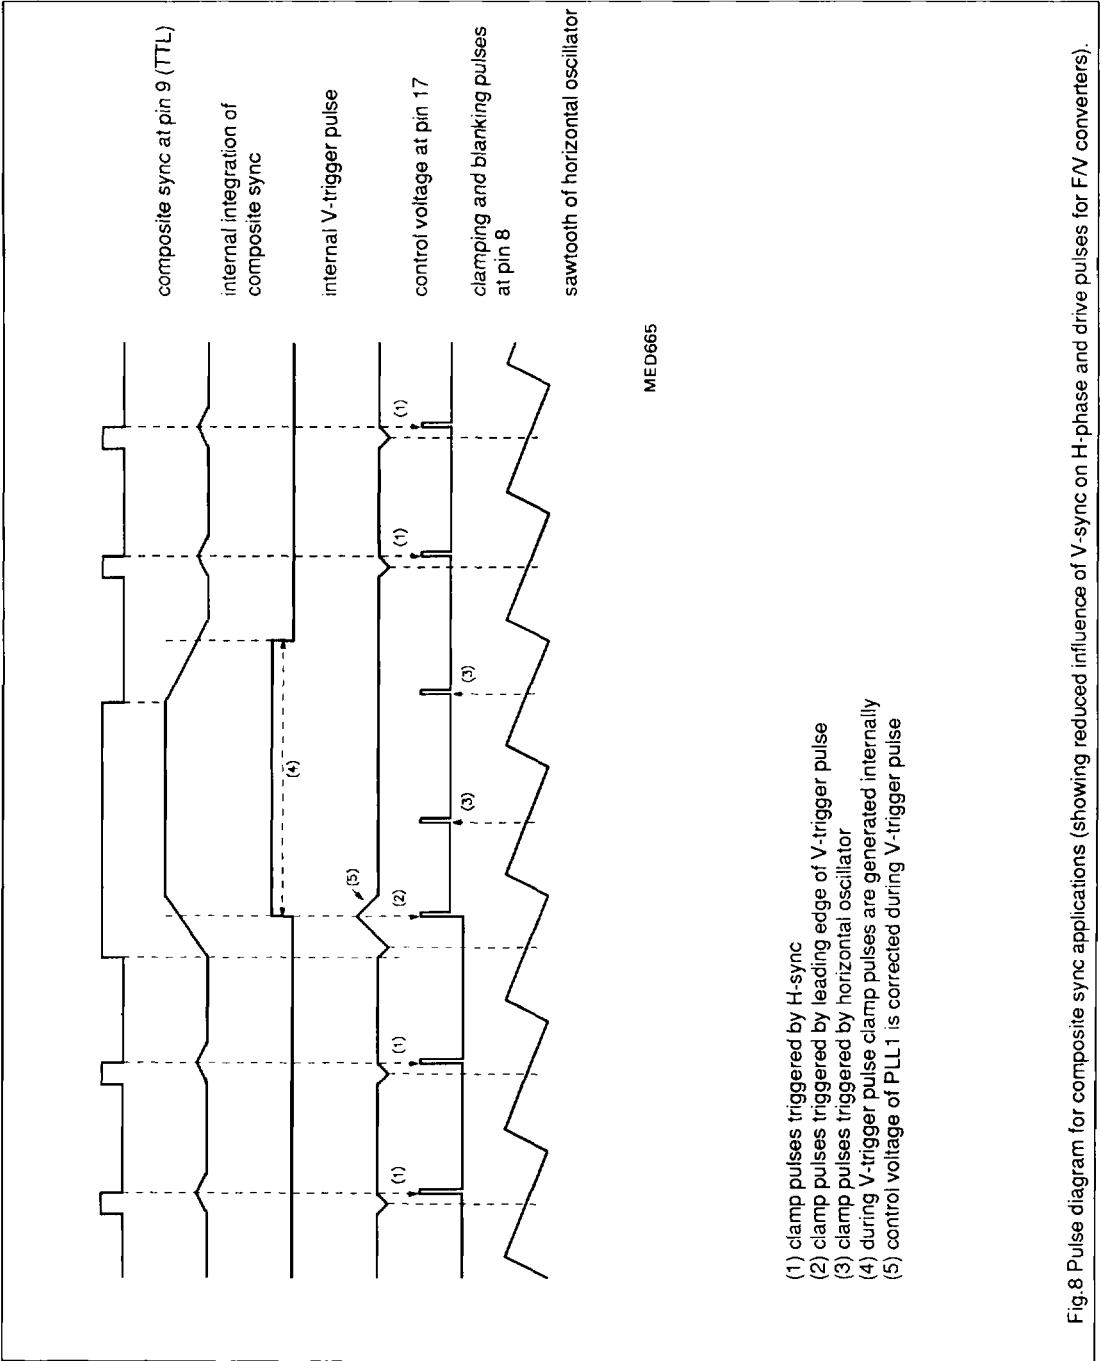 composite sync at pin 9 (TTL)
internal integration of
composite sync
internal V-trigger pulse
control voltage at pin 17
clamping and blanking pulses
at pin 8
sawtooth of horizontal oscillator
(1)
(1)
(2)
(3)
(3)
(1)
(1)
(4)
(5)
MED665
(1) clamp pulses triggered by H-sync
(2) clamp pulses triggered by leading edge of V-trigger pulse
(3) clamp pulses triggered by horizontal oscillator
(4) during V-trigger pulse clamp pulses are generated internally
(5) control voltage of PLL1 is corrected during V-trigger pulse
Fig.8 Pulse diagram for composite sync applications (showing reduced influence of V-sync on H-phase and drive pulses for F/V converters).